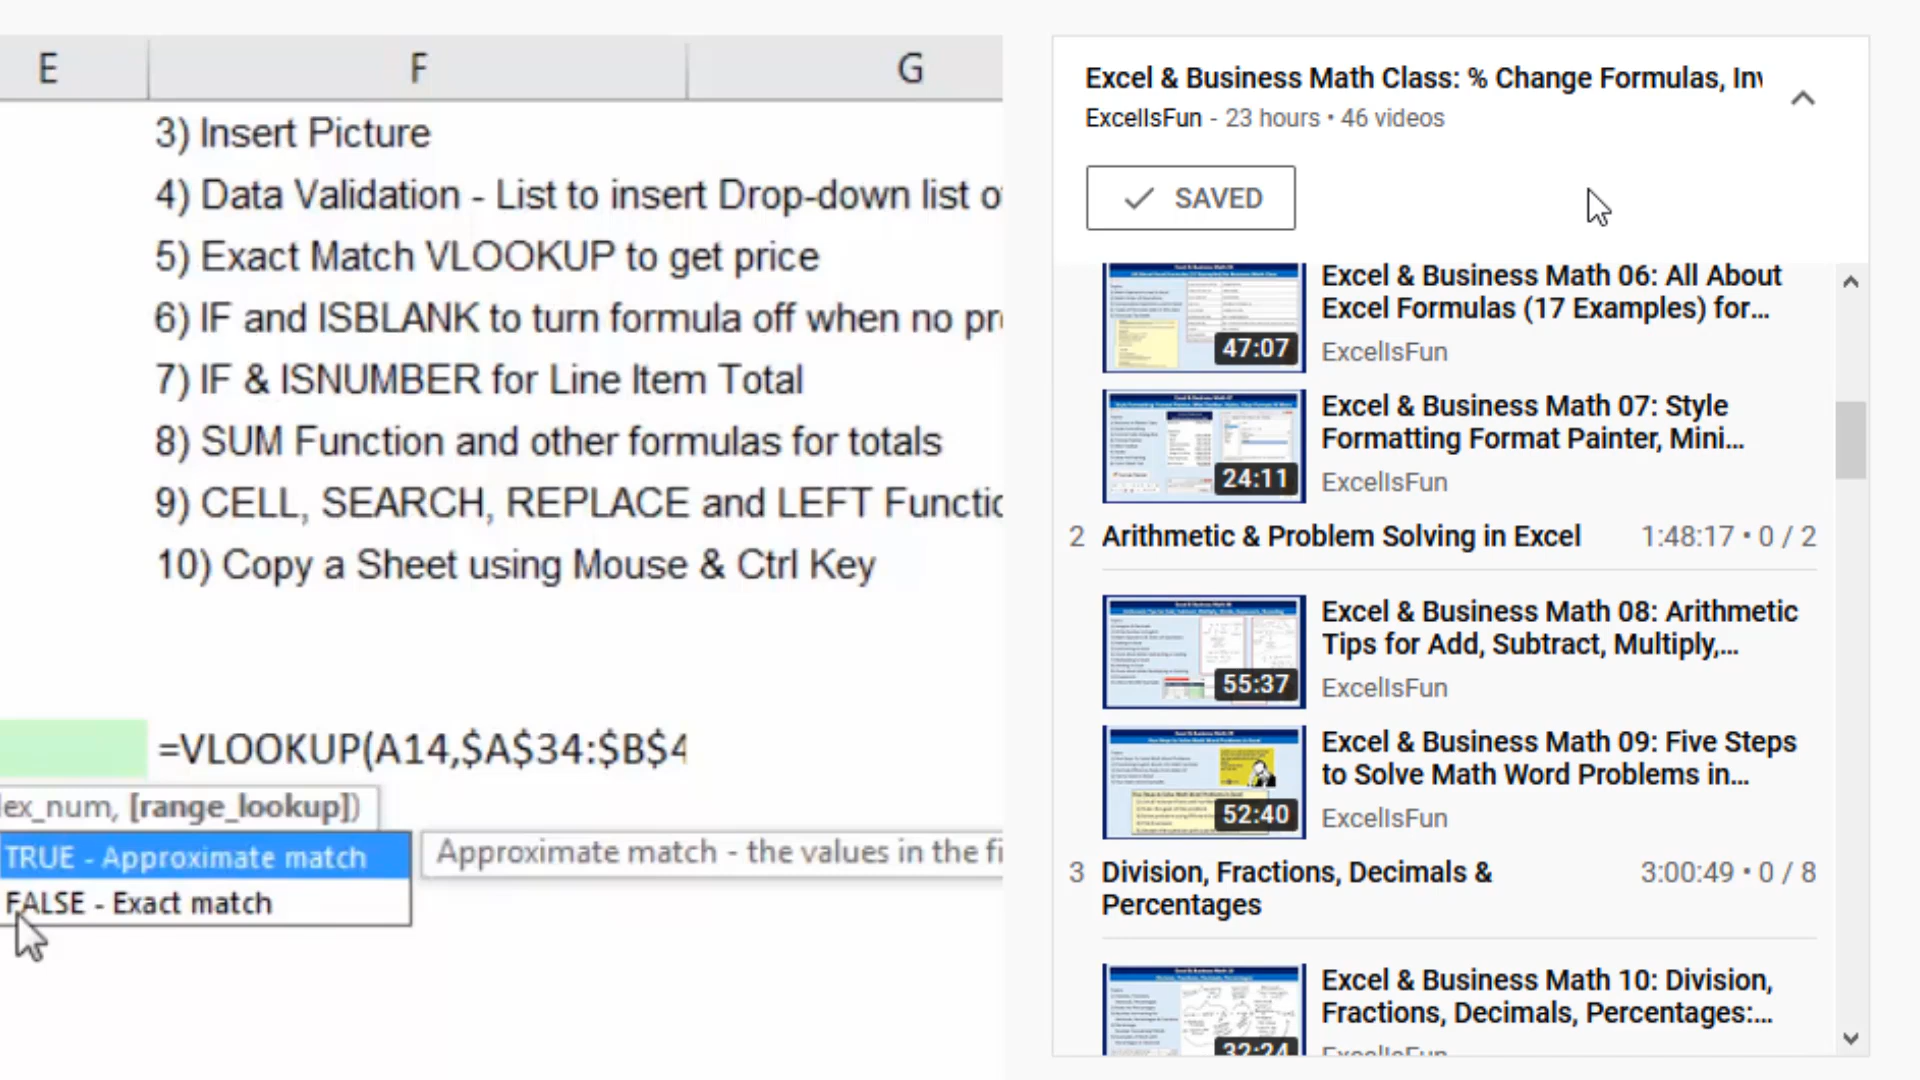 E
F
G
3) Insert Picture
4) Data Validation - List to insert Drop-down list
5) Exact Match VLOOKUP to get price
6) IF and ISBLANK to turn formula off when no
7) IF & ISNUMBER for Line Item Total
8) SUM Function and other formulas for totals
9) CELL, SEARCH, REPLACE and LEFT
10) Copy a Sheet using Mouse & Ctrl Key
=VLOOKUP(A14,$A$34:$B$4
[range_lookup])
TRUE - Approximate match
FALSE - Exact match
Approximate match - the values in the
Excel & Business Math Class: % Change Formulas,
ExcelIsFun - 23 hours • 46 videos
SAVED
47:07
Excel & Business Math 06: All About
Excel Formulas (17 Examples) for...
ExcelIsFun
24:11
Excel & Business Math 07: Style
Formatting Format Painter, Mini...
ExcelIsFun
2 Arithmetic & Problem Solving in Excel 1:48:17 • 0 / 2
55:37
Excel & Business Math 08: Arithmetic
Tips for Add, Subtract, Multiply,...
ExcelIsFun
52:40
Excel & Business Math 09: Five Steps
to Solve Math Word Problems in...
ExcelIsFun
3 Division, Fractions, Decimals & 3:00:49 • 0 / 8
Percentages
32:24
Excel & Business Math 10: Division,
Fractions, Decimals, Percentages:...
ExcelIsFun